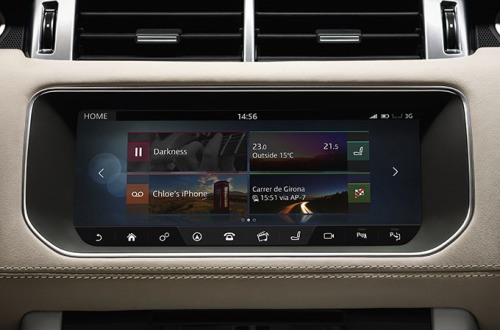 HOME
14:56
3G
Darkness
23.0
21.5
Outside 15°C
Chloe's iPhone
Carrer de Girona
15:51 via AP-7